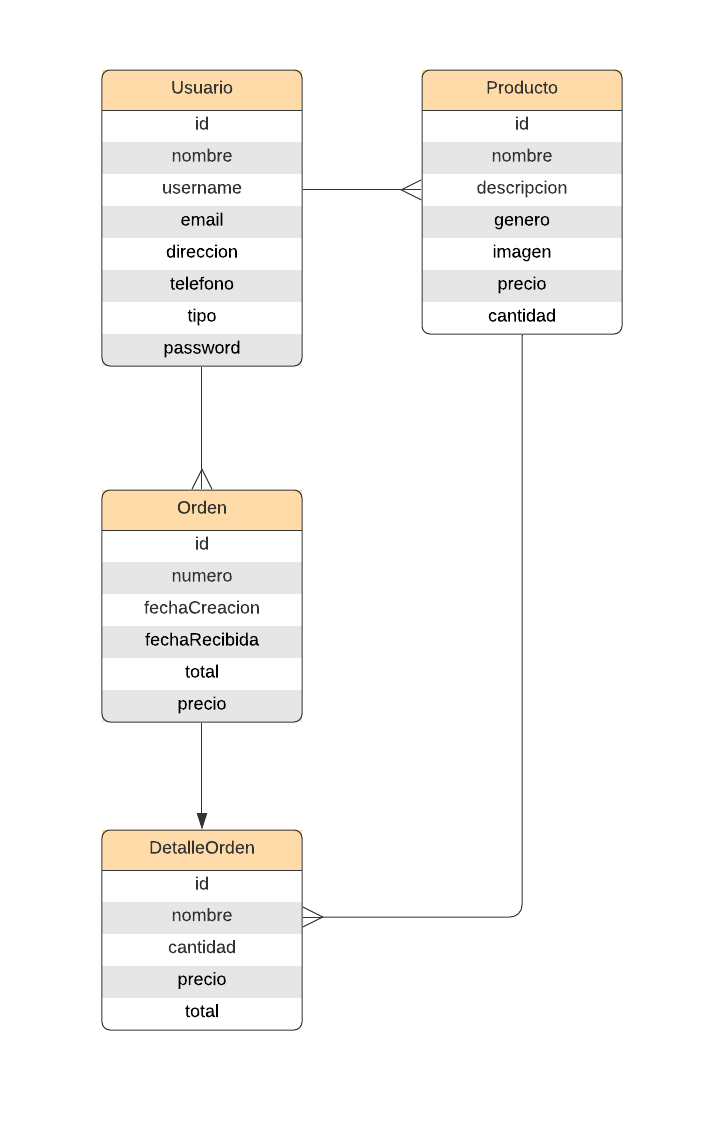 Usuario
id
nombre
username
email
direccion
telefono
tipo
password
Producto
id
nombre
descripcion
genero
imagen
precio
cantidad
Orden
id
numero
fechaCreacion
fechaRecibida
total
precio
DetalleOrden
id
nombre
cantidad
precio
total